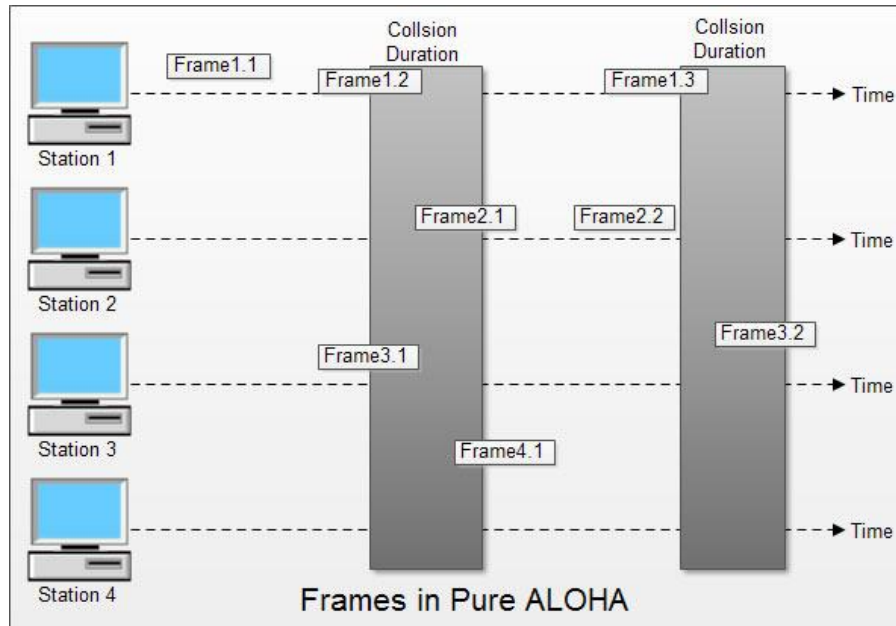 Collsion
Duration
Collsion
Duration
Frame1.1
Frame1.2
Frame1.3
Time
Station 1
Frame2.1
Frame2.2
Time
Station 2
Frame3.2
Frame3.1
Time
Station 3
Frame4.1
Time
Station 4
Frames in Pure ALOHA